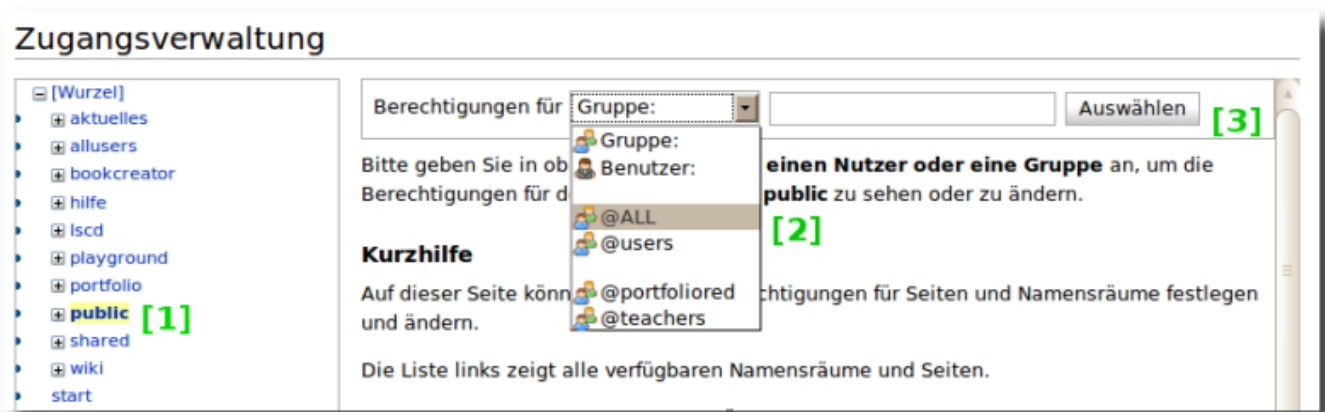 Zugangsverwaltung
[Wurzel]
aktuelles
allusers
bookcreator
hilfe
lscd
playground
portfolio
public [1]
shared
wiki
start
Berechtigungen für Gruppe: Auswählen [3]
Gruppe:
Benutzer:
@ALL
@users
@portfoliored
@teachers
[2]
Bitte geben Sie in ob einen Nutzer oder eine Gruppe an, um die
Berechtigungen für d public zu sehen oder zu ändern.
Kurzhilfe
Auf dieser Seite könn chtigungen für Seiten und Namensräume festlegen
und ändern.
Die Liste links zeigt alle verfügbaren Namensräume und Seiten.